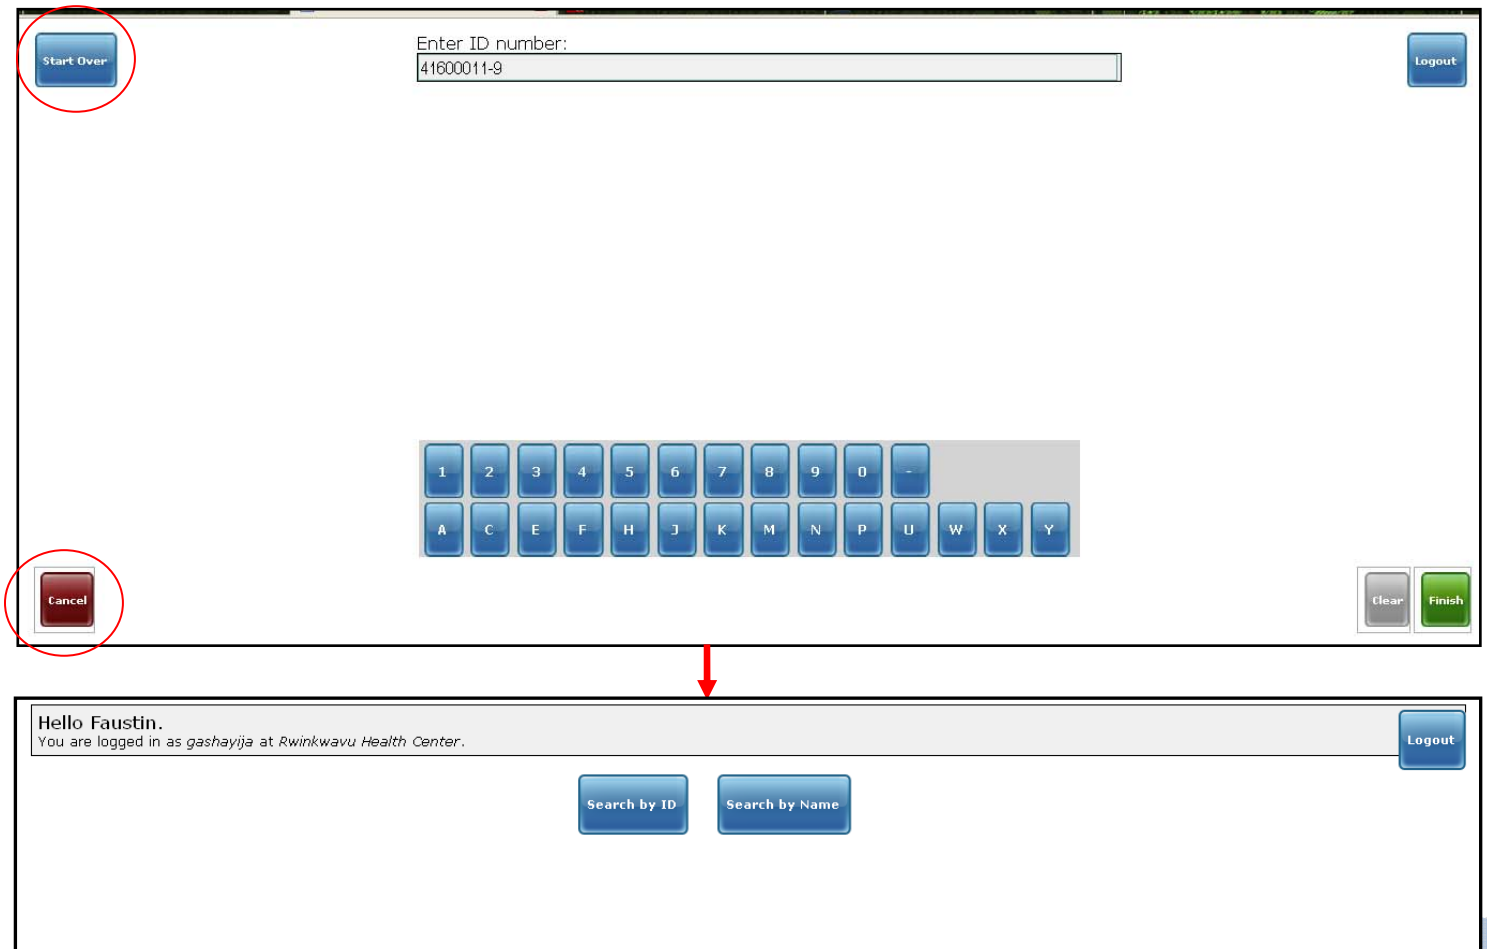 Start Over
Enter ID number:
41600011-9
Logout
1 2 3 4 5 6 7 8 9 0 -
A C E F H J K M N P U W X Y
Cancel
Clear
Finish
Hello Faustin.
You are logged in as gashayija at Rwinkwavu Health Center.
Logout
Search by ID
Search by Name